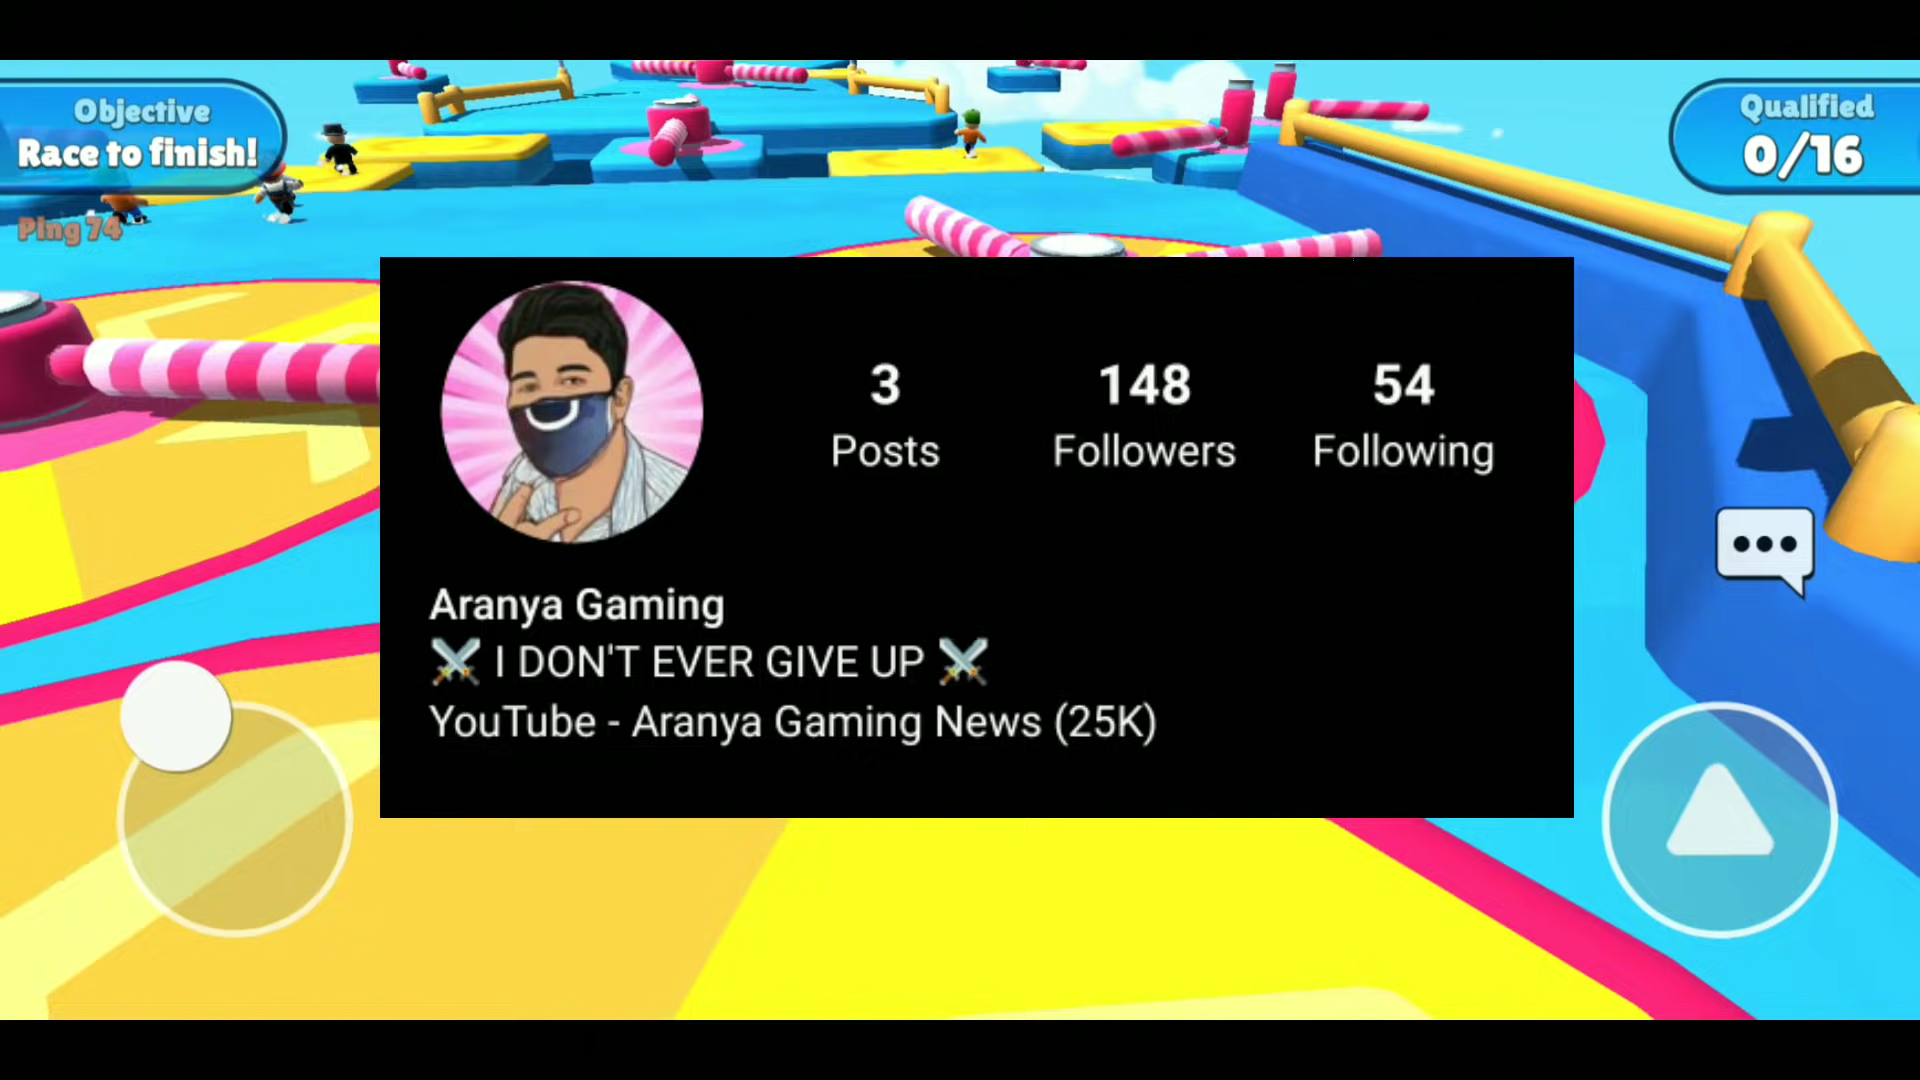 Objective
Race to finish!
Ping 74
Qualified
0/16
3
Posts
148
Followers
54
Following
Aranya Gaming
⚔️ I DON'T EVER GIVE UP ⚔️
YouTube - Aranya Gaming News (25K)